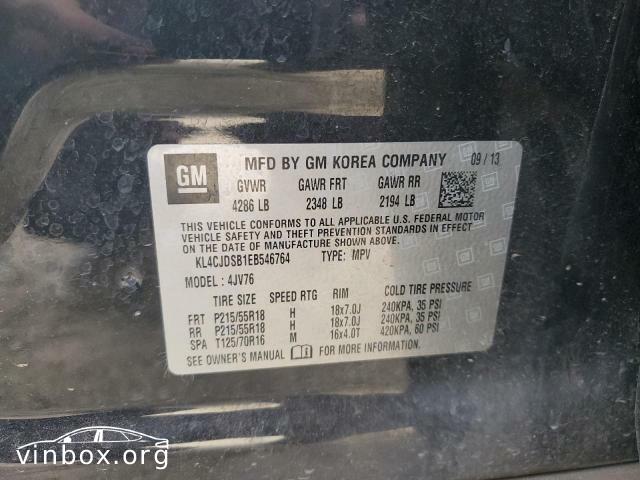 GM
MFD BY GM KOREA COMPANY 09/13
GVWR GAWR FRT GAWR RR
4286 LB 2348 LB 2194 LB
THIS VEHICLE CONFORMS TO ALL APPLICABLE U.S. FEDERAL MOTOR
VEHICLE SAFETY AND THEFT PREVENTION STANDARDS IN EFFECT
ON THE DATE OF MANUFACTURE SHOWN ABOVE.
KL4CJDSB1EB546764 TYPE: MPV
MODEL: 4JV76
TIRE SIZE SPEED RTG RIM COLD TIRE PRESSURE
FRT P215/55R18 H 18x7.0J 240KPA, 35 PSI
RR P215/55R18 H 18x7.0J 240KPA, 35 PSI
SPA T125/70R16 M 16x4.0T 420KPA, 60 PSI
SEE OWNER'S MANUAL FOR MORE INFORMATION.
vinbox.org